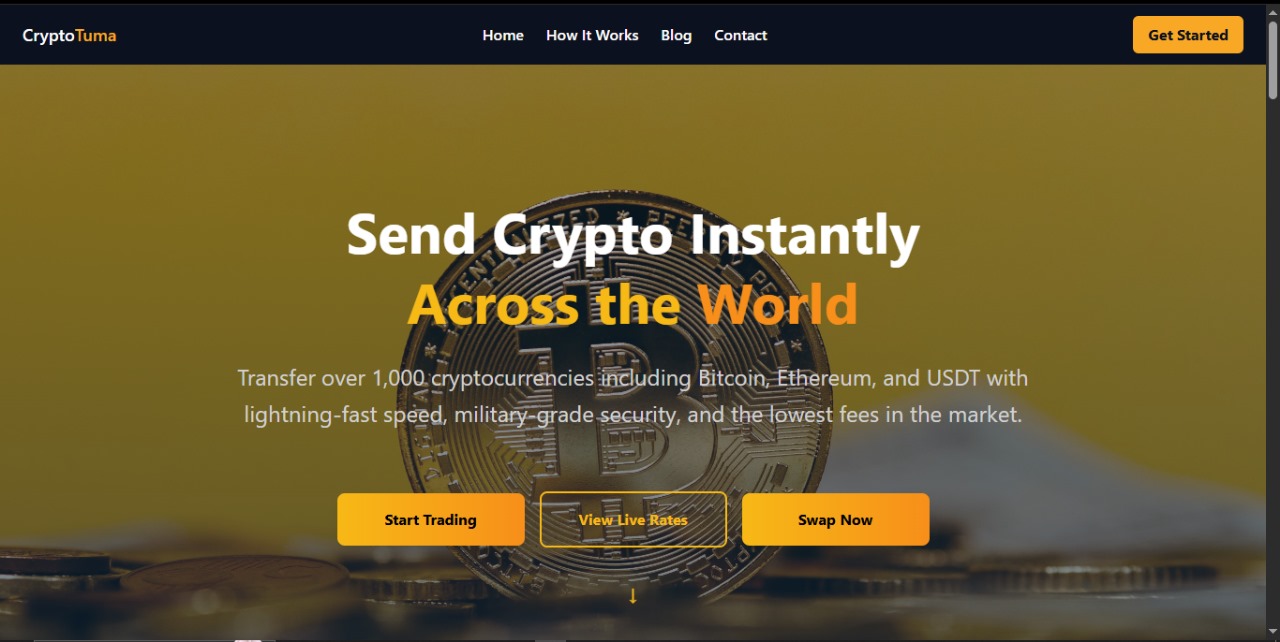 CryptoTuma
Home How It Works Blog Contact
Get Started
Send Crypto Instantly
Across the World
Transfer over 1,000 cryptocurrencies including Bitcoin, Ethereum, and USDT with
lightning-fast speed, military-grade security, and the lowest fees in the market.
Start Trading
View Live Rates
Swap Now
↓